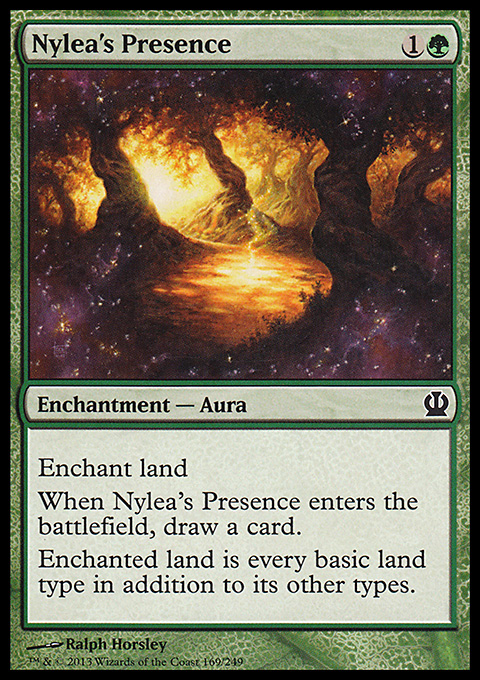 Nylea's Presence 1
Enchantment — Aura
Enchant land
When Nylea's Presence enters the
battlefield, draw a card.
Enchanted land is every basic land
type in addition to its other types.
Ralph Horsley
™ & © 2013 Wizards of the Coast 169/249